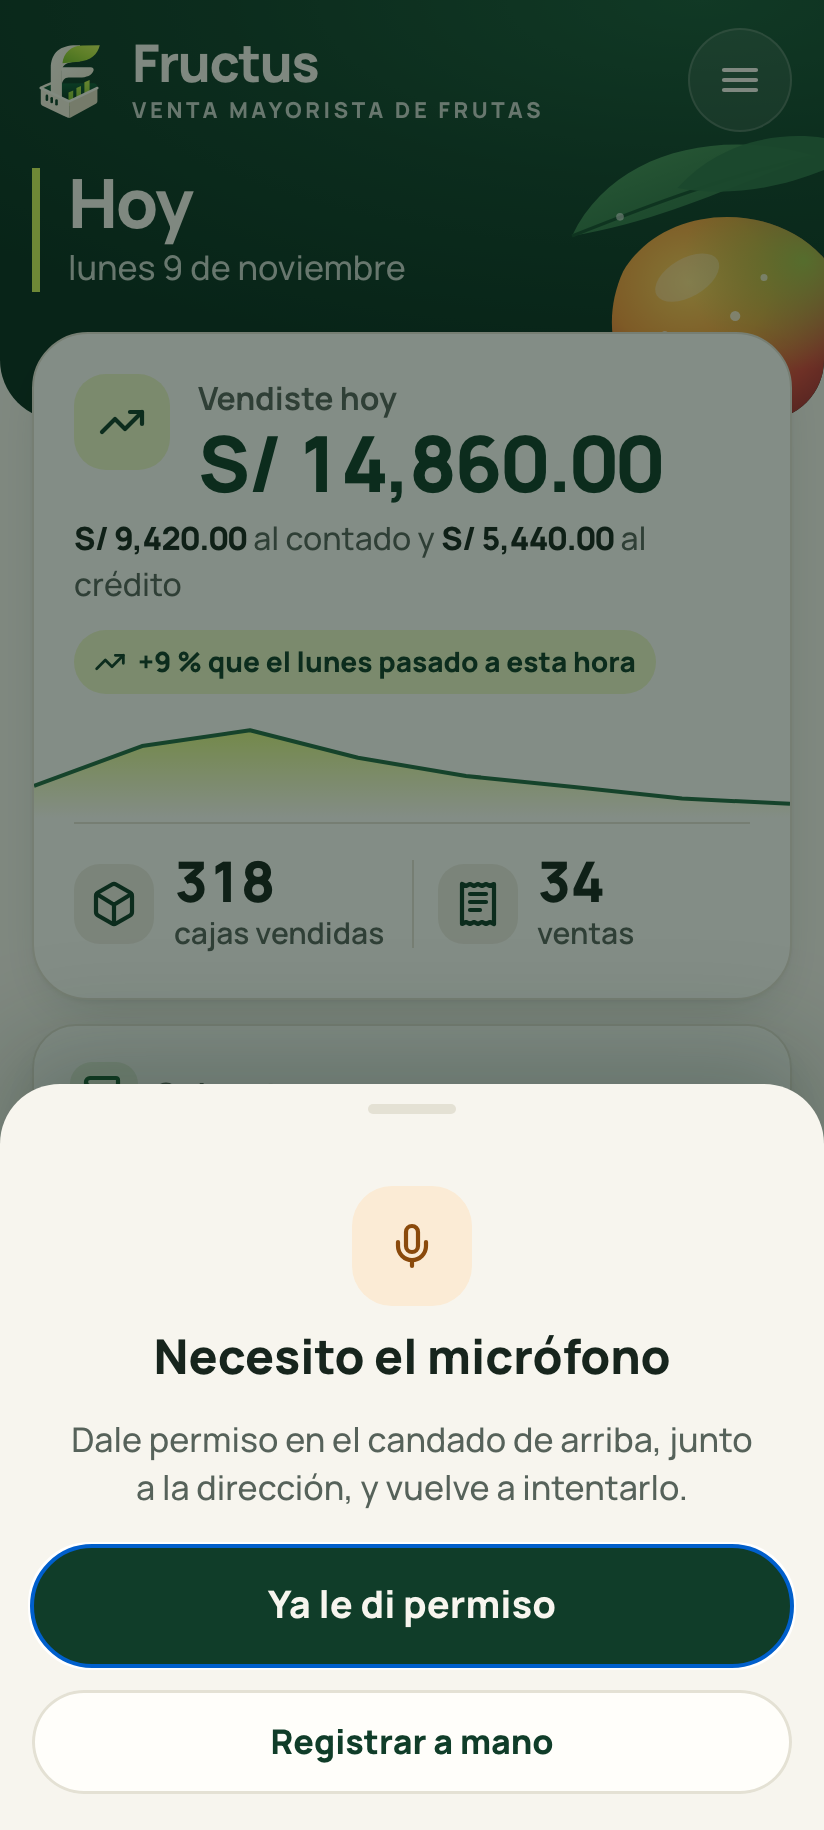 Fructus
VENTA MAYORISTA DE FRUTAS
Hoy
lunes 9 de noviembre
Vendiste hoy
S/ 14,860.00
S/ 9,420.00 al contado y S/ 5,440.00 al
crédito
+9 % que el lunes pasado a esta hora
318
cajas vendidas
34
ventas
Necesito el micrófono
Dale permiso en el candado de arriba, junto
a la dirección, y vuelve a intentarlo.
Ya le di permiso
Registrar a mano